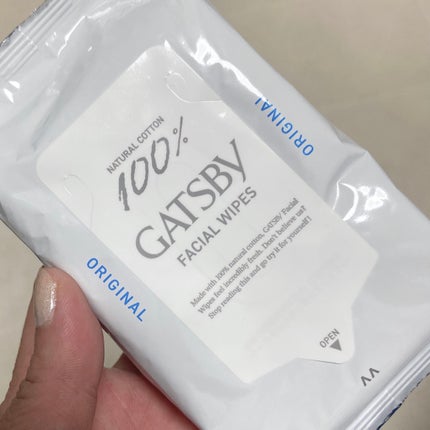 NATURAL COTTON
100%
GATSBY
FACIAL WIPES
Made with 100% natural cotton, GATSBY Facial
Wipes feel incredibly fresh. Don't believe us?
Stop reading this and go try it for yourself!
OPEN
ORIGINAL
ORIGINAL